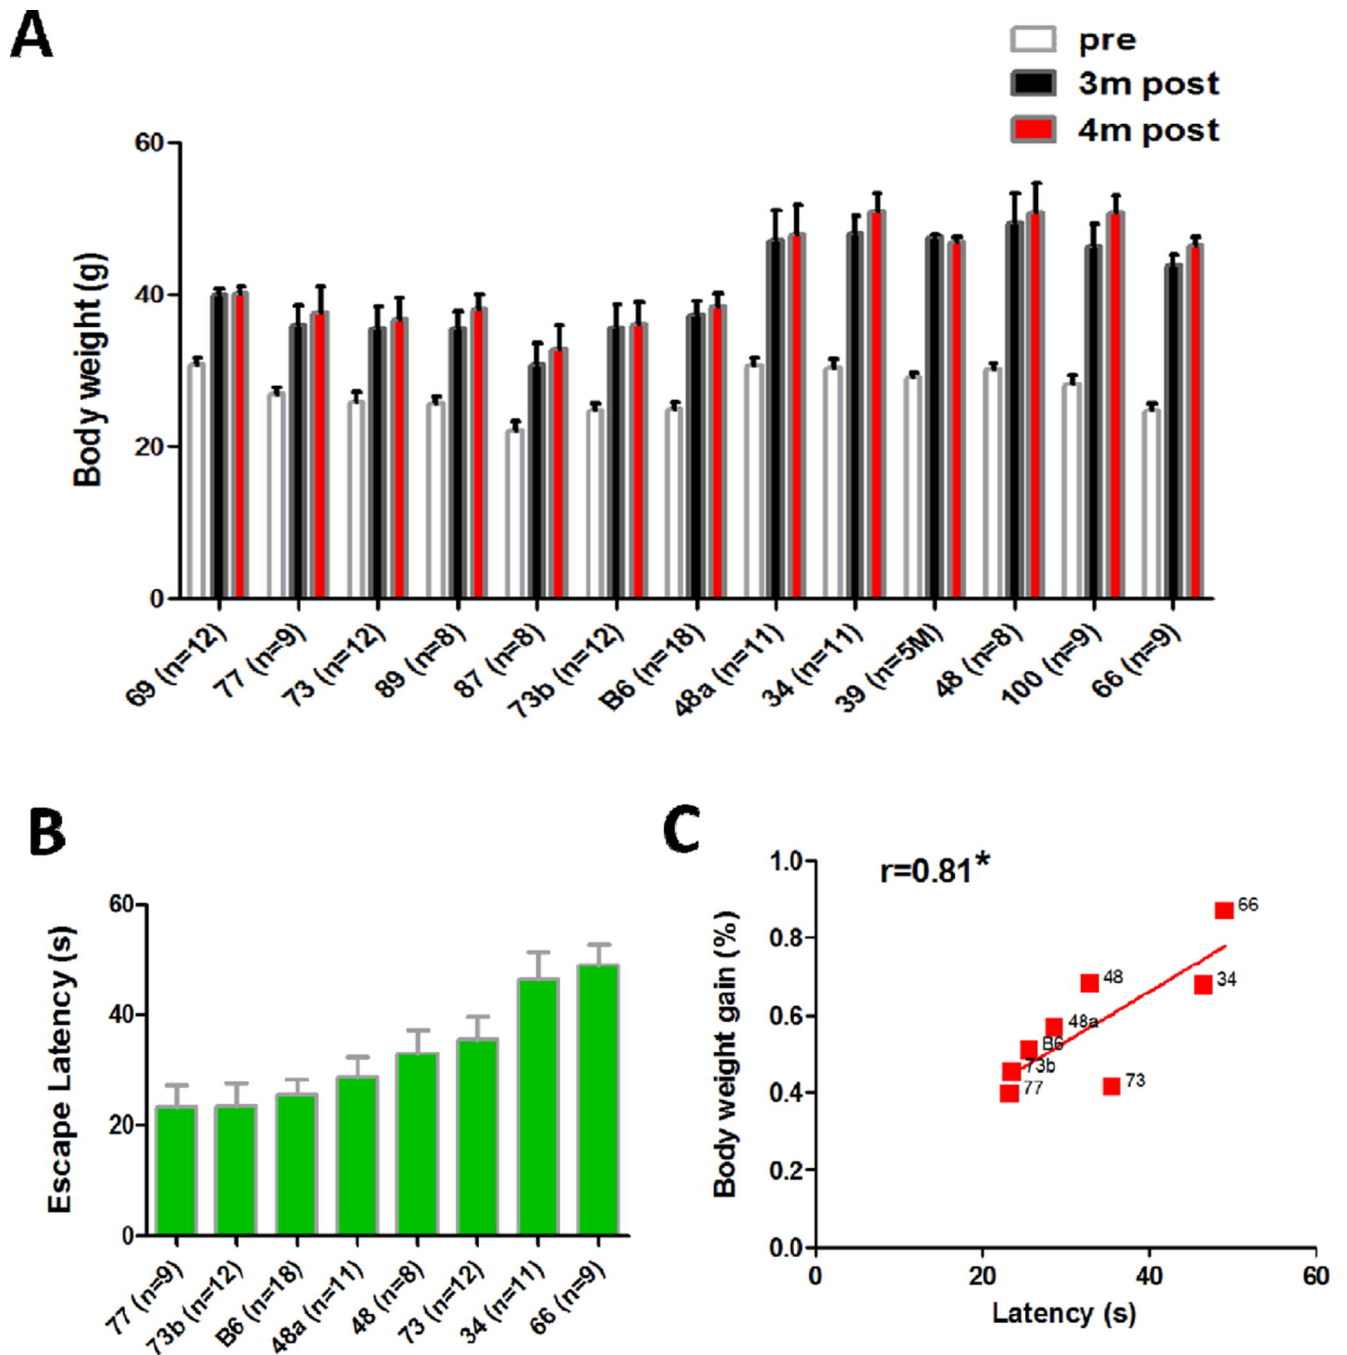 A
pre
3m post
4m post
60
40
20
0
Body weight (g)
69 (n=12)
77 (n=9)
73 (n=12)
89 (n=8)
87 (n=8)
73b (n=12)
B6 (n=18)
48a (n=11)
34 (n=11)
39 (n=5M)
48 (n=8)
100 (n=9)
66 (n=9)
B
60
40
20
0
Escape Latency (s)
77 (n=9)
73b (n=12)
B6 (n=18)
48a (n=11)
48 (n=8)
73 (n=12)
34 (n=11)
66 (n=9)
C
r=0.81*
1.0
0.8
0.6
0.4
0.2
0.0
Body weight gain (%)
66
48
34
48a
B6
73b
77
73
0
20
40
60
Latency (s)